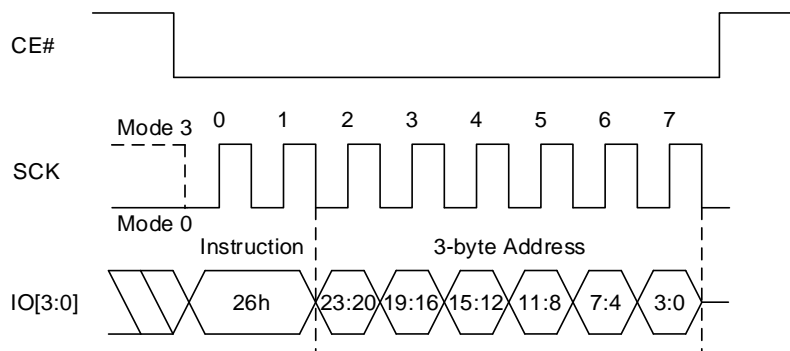 CE#
Mode 3 0 1 2 3 4 5 6 7
SCK
Mode 0
Instruction 3-byte Address
IO[3:0] 26h 23:20 19:16 15:12 11:8 7:4 3:0